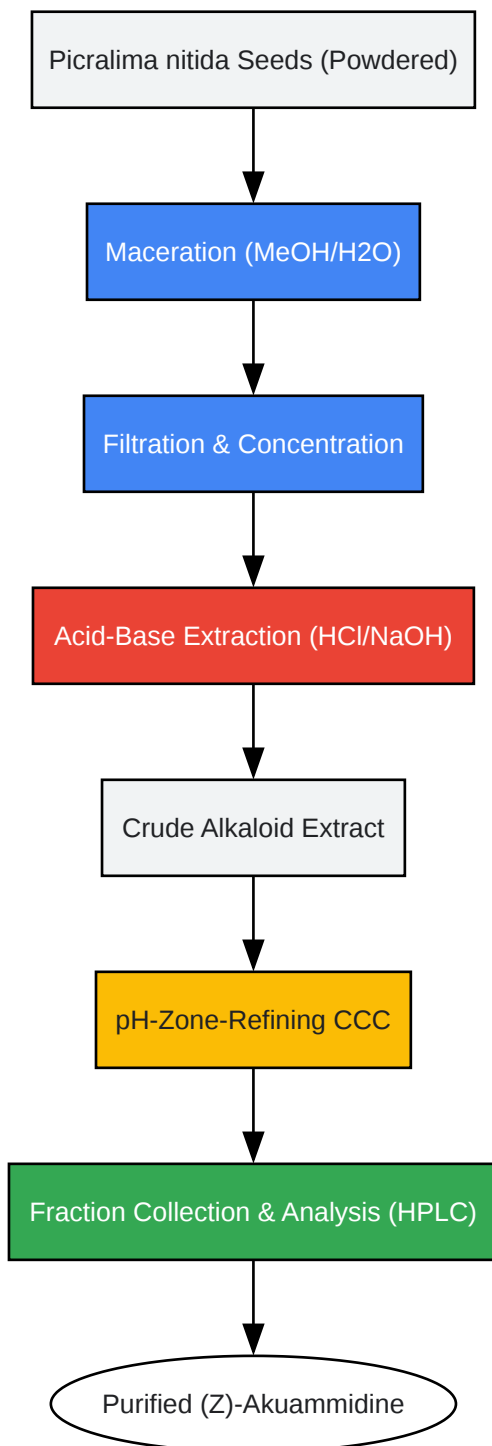 Picralima nitida Seeds (Powdered)
Maceration (MeOH/H2O)
Filtration & Concentration
Acid-Base Extraction (HCl/NaOH)
Crude Alkaloid Extract
pH-Zone-Refining CCC
Fraction Collection & Analysis (HPLC)
Purified (Z)-Akuammidine